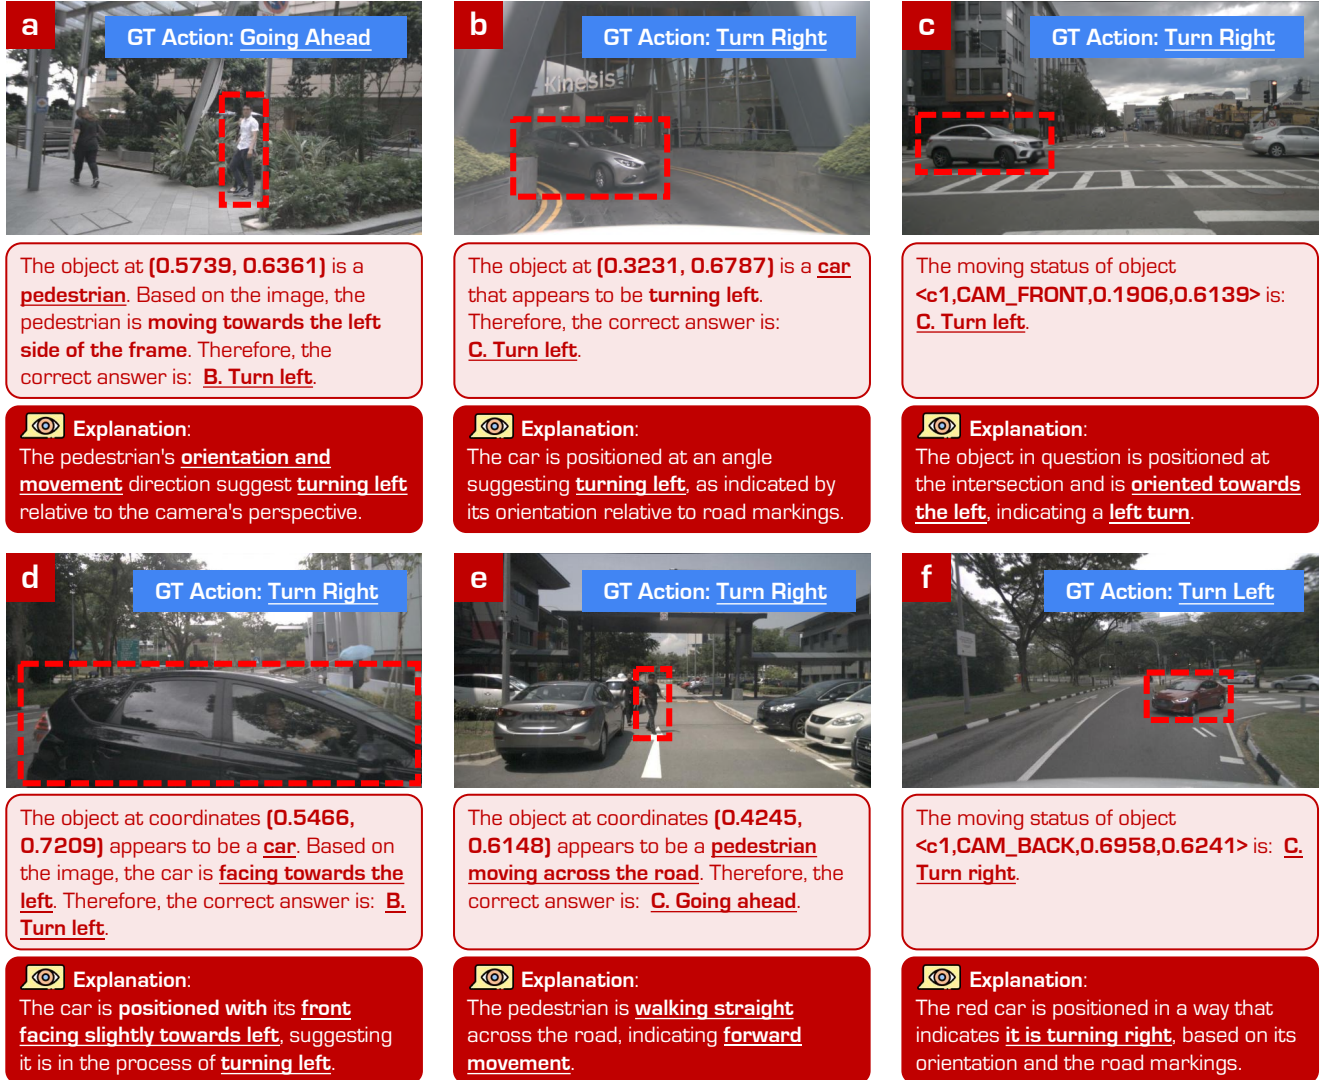 a
GT Action: Going Ahead
The object at (0.5739, 0.6361) is a
car
pedestrian. Based on the image, the
pedestrian is moving towards the left
side of the frame. Therefore, the
correct answer is: B. Turn left.
Explanation:
The pedestrian's orientation and
movement direction suggest turning left
relative to the camera's perspective.
b
GT Action: Turn Right
Kinesis
The object at (0.3231, 0.6787) is a car
that appears to be turning left.
Therefore, the correct answer is:
C. Turn left.
Explanation:
The car is positioned at an angle
suggesting turning left, as indicated by
its orientation relative to road markings.
c
GT Action: Turn Right
The moving status of object
<c1,CAM_FRONT,0.1906,0.6139> is:
C. Turn left.
Explanation:
The object in question is positioned at
the intersection and is oriented towards
the left, indicating a left turn.
d
GT Action: Turn Right
The object at coordinates (0.5466,
0.7209) appears to be a car. Based on
the image, the car is facing towards the
left. Therefore, the correct answer is: B.
Turn left.
Explanation:
The car is positioned with its front
facing slightly towards left, suggesting
it is in the process of turning left.
e
GT Action: Turn Right
The object at coordinates (0.4245,
0.6148) appears to be a pedestrian
moving across the road. Therefore, the
correct answer is: C. Going ahead.
Explanation:
The pedestrian is walking straight
across the road, indicating forward
movement.
f
GT Action: Turn Left
The moving status of object
<c1,CAM_BACK,0.6958,0.6241> is: C.
Turn right.
Explanation:
The red car is positioned in a way that
indicates it is turning right, based on its
orientation and the road markings.